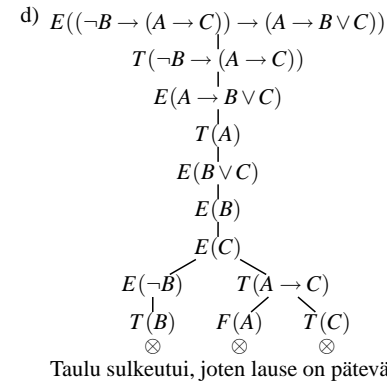 d) E((¬B → (A → C)) → (A → B ∨ C))
T(¬B → (A → C))
E(A → B ∨ C)
T(A)
E(B ∨ C)
E(B)
E(C)
E(¬B) T(A → C)
T(B) F(A) T(C)
⊗ ⊗ ⊗
Taulu sulkeutui, joten lause on pätevä